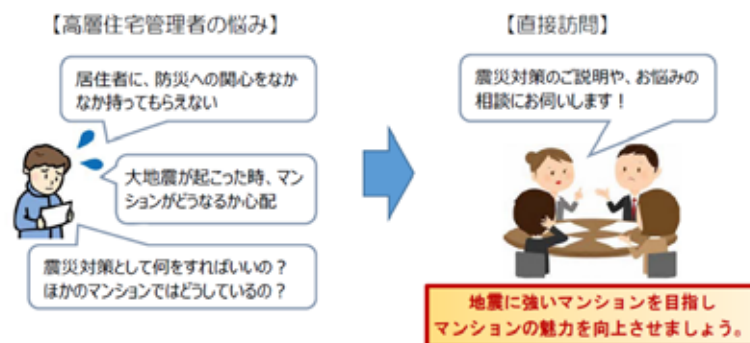 【高層住宅管理者の悩み】
居住者に、防災への関心をなか
なか持ってもらえない
大地震が起こった時、マン
ションがどうなるか心配
震災対策として何をすればいいの？
ほかのマンションではどうしているの？
【直接訪問】
震災対策のご説明や、お悩みの
相談にお伺いします！
地震に強いマンションを目指し
マンションの魅力を向上させましょう。